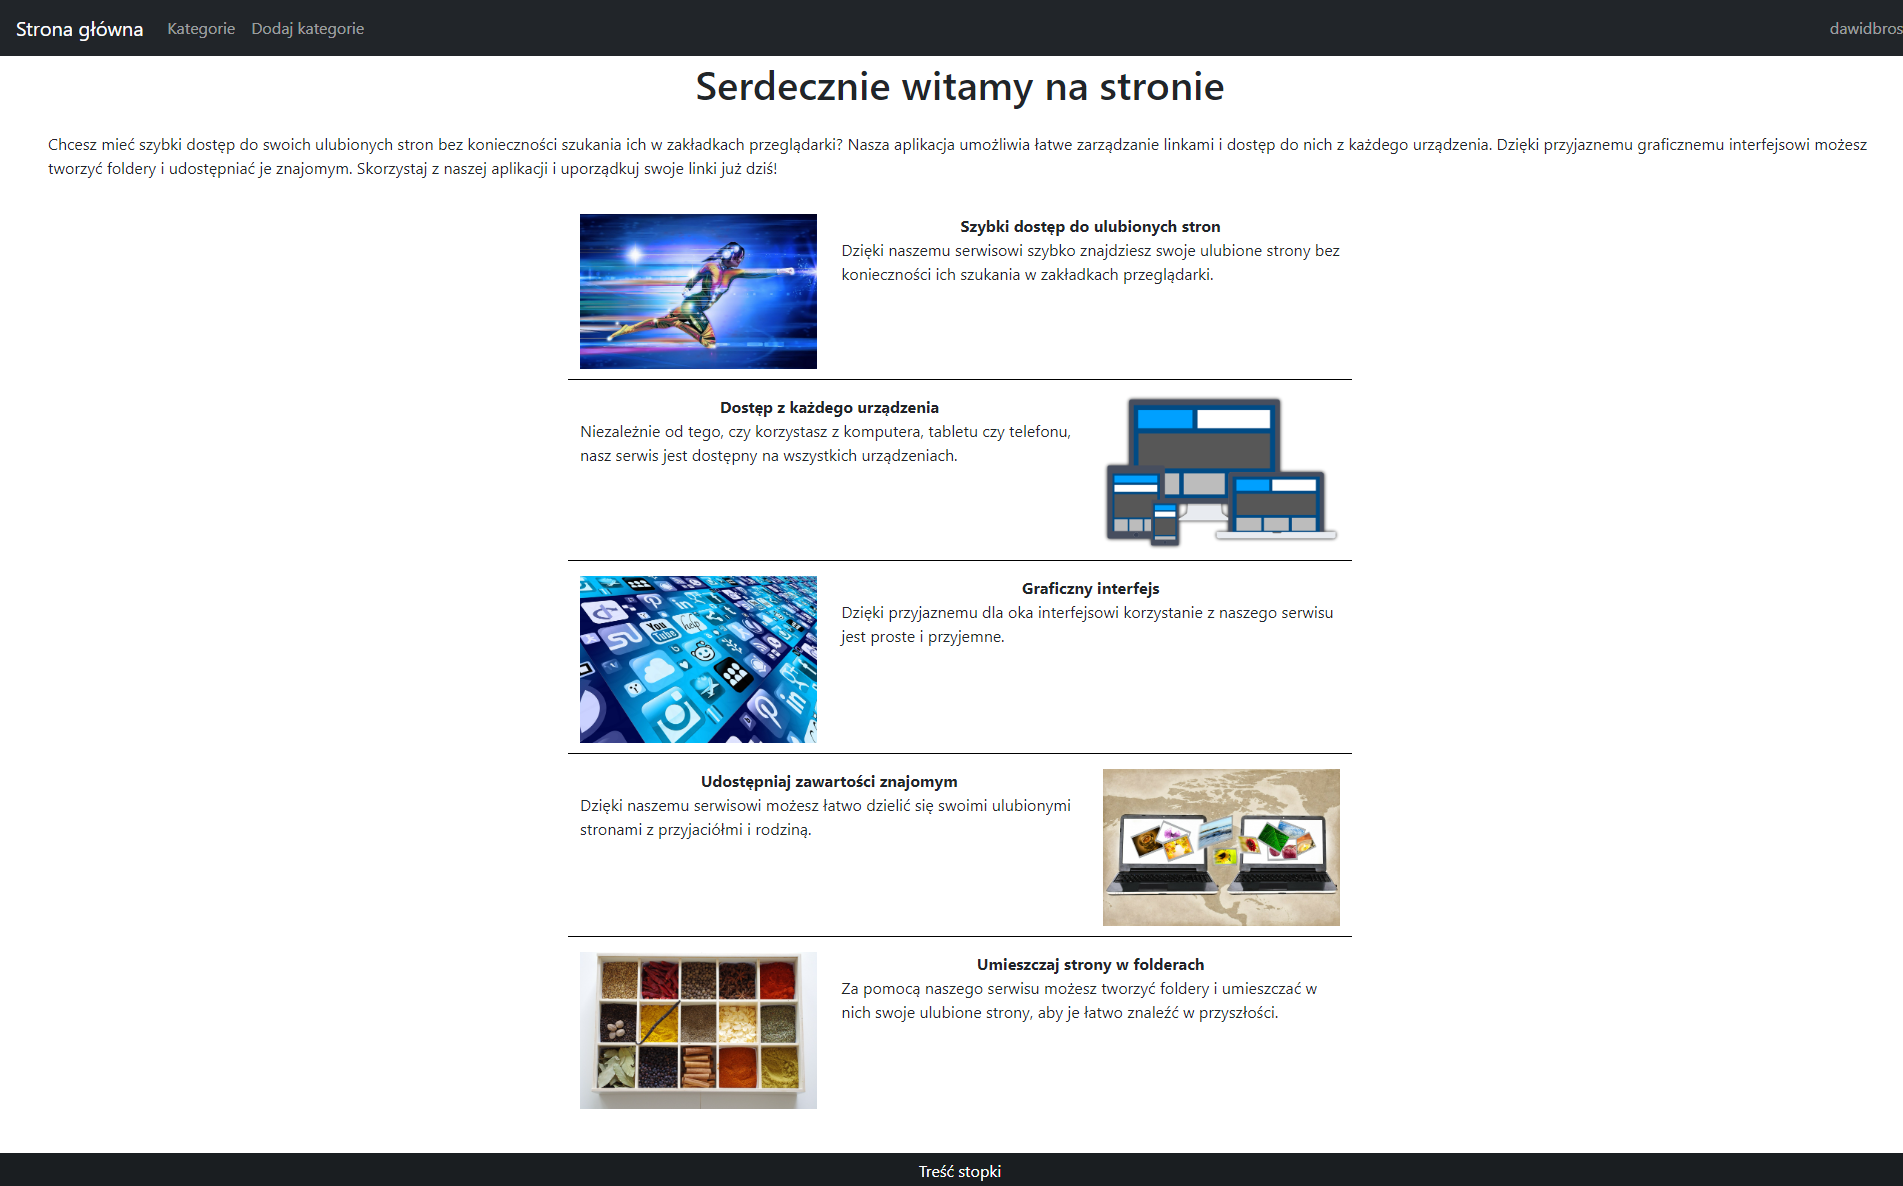 Strona główna Kategorie Dodaj kategorie dawidbros
Serdecznie witamy na stronie
Chcesz mieć szybki dostęp do swoich ulubionych stron bez konieczności szukania ich w zakładkach przeglądarki? Nasza aplikacja umożliwia łatwe zarządzanie linkami i dostęp do nich z każdego urządzenia. Dzięki przyjaznemu graficznemu interfejsowi możesz
tworzyć foldery i udostępniać je znajomym. Skorzystaj z naszej aplikacji i uporządkuj swoje linki już dziś!
Szybki dostęp do ulubionych stron
Dzięki naszemu serwisowi szybko znajdziesz swoje ulubione strony bez
konieczności ich szukania w zakładkach przeglądarki.
Dostęp z każdego urządzenia
Niezależnie od tego, czy korzystasz z komputera, tabletu czy telefonu,
nasz serwis jest dostępny na wszystkich urządzeniach.
You
Tube
help
in
in
Graficzny interfejs
Dzięki przyjaznemu dla oka interfejsowi korzystanie z naszego serwisu
jest proste i przyjemne.
Udostępniaj zawartości znajomym
Dzięki naszemu serwisowi możesz łatwo dzielić się swoimi ulubionymi
stronami z przyjaciółmi i rodziną.
Umieszczaj strony w folderach
Za pomocą naszego serwisu możesz tworzyć foldery i umieszczać w
nich swoje ulubione strony, aby je łatwo znaleźć w przyszłości.
Treść stopki